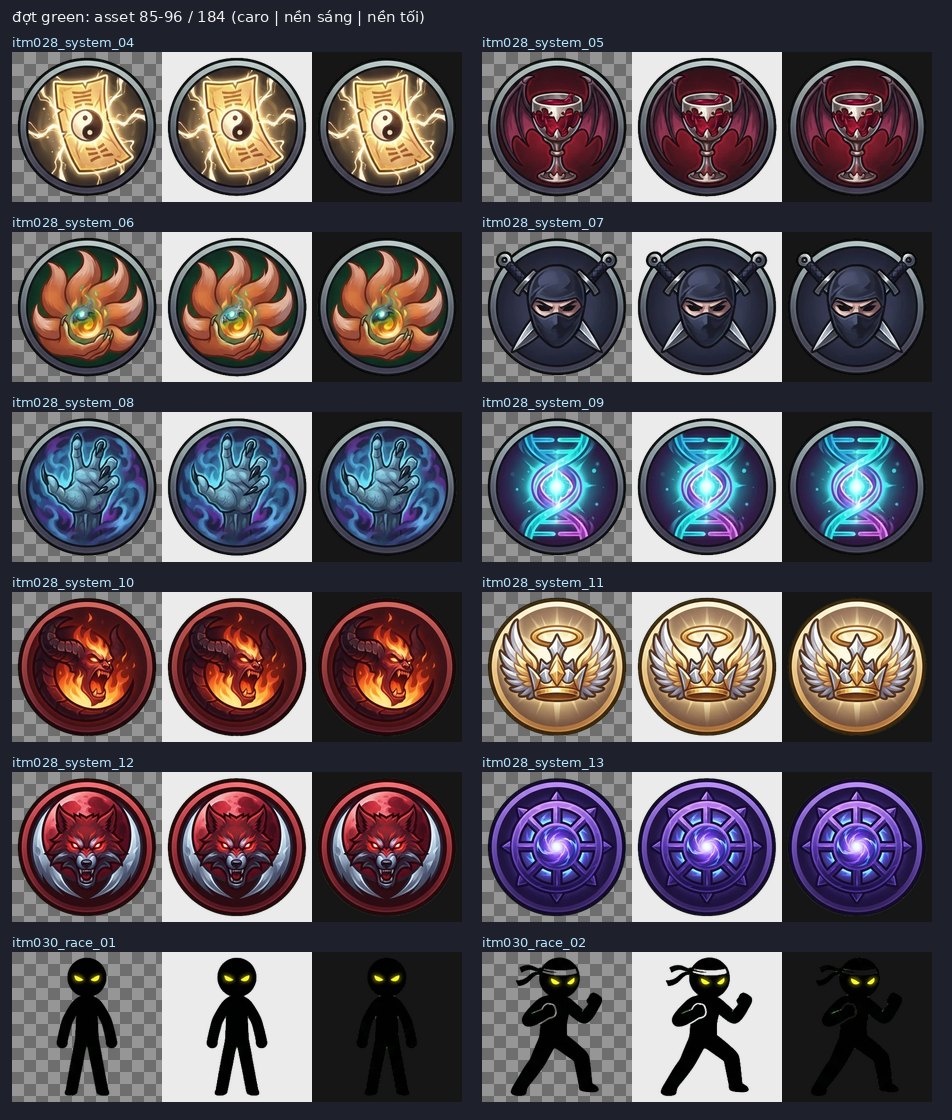 đợt green: asset 85-96 / 184 (caro | nền sáng | nền tối)
itm028_system_04
itm028_system_05
itm028_system_06
itm028_system_07
itm028_system_08
itm028_system_09
itm028_system_10
itm028_system_11
itm028_system_12
itm028_system_13
itm030_race_01
itm030_race_02